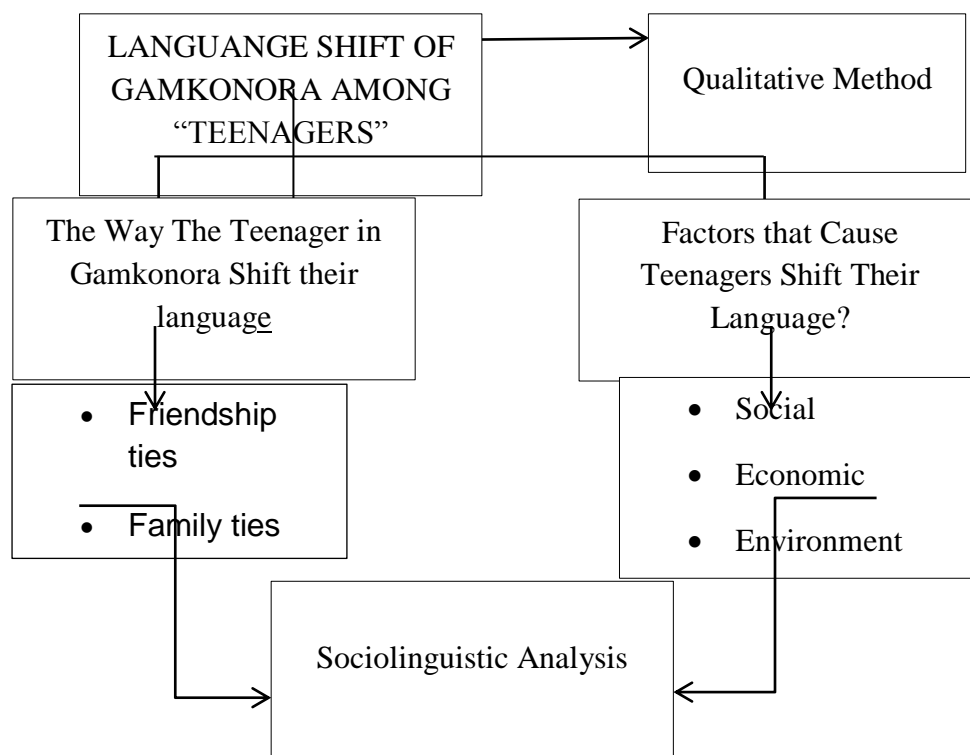 LANGUANGE SHIFT OF
GAMKONORA AMONG
“TEENAGERS”
Qualitative Method
The Way The Teenager in
Gamkonora Shift their
language
Factors that Cause
Teenagers Shift Their
Language?
• Friendship
ties
• Family ties
• Social
• Economic
• Environment
Sociolinguistic Analysis